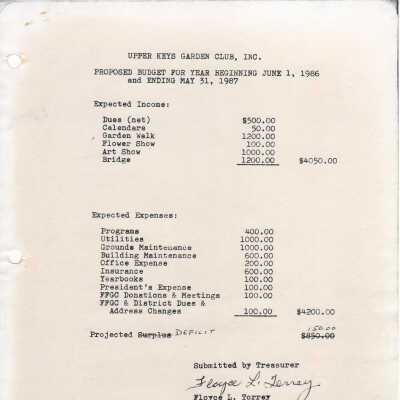 UPPER KEYS GARDEN CLUB, INC.
PROPOSED BUDGET FOR YEAR BEGINNING JUNE 1, 1986
and ENDING MAY 31, 1987
Expected Income:
Dues (net) $500.00
Calendars 50.00
Garden Walk 1200.00
Flower Show 100.00
Art Show 1000.00
Bridge 1200.00 $4050.00
Expected Expenses:
Programs 400.00
Utilities 1000.00
Grounds Maintenance 1000.00
Building Maintenance 600.00
Office Expense 200.00
Insurance 600.00
Yearbooks 100.00
President's Expense 100.00
FFGC Donations & Meetings 100.00
FFGC & District Dues &
Address Changes 100.00 $4200.00
150.00
Projected Surplus DEFICIT $850.00
Submitted by Treasurer
Floyce L. Torrey
Floyce L. Torrey